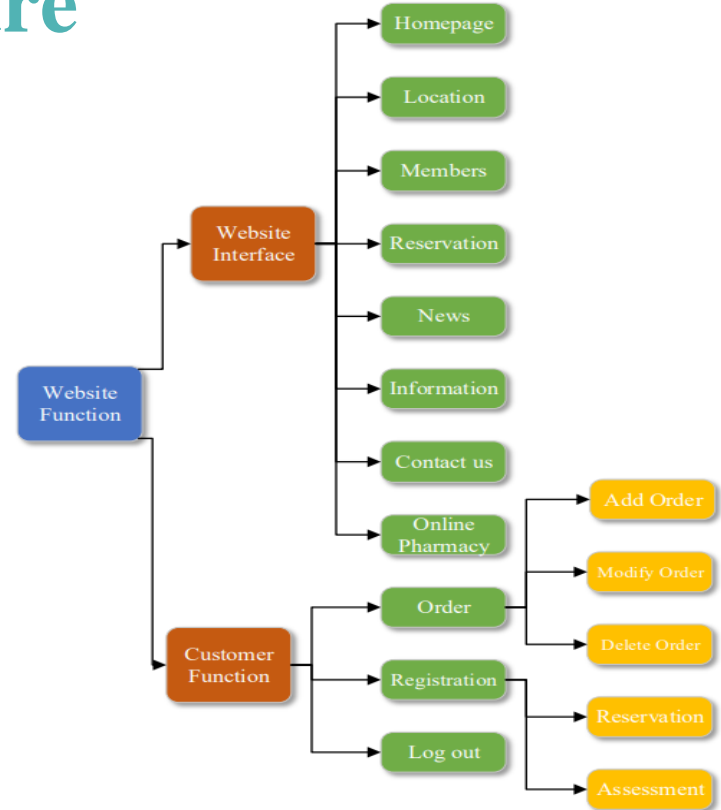 Homepage
Location
Members
Website
Interface
Reservation
News
Website
Function
Information
Contact us
Online
Pharmacy
Add Order
Modify Order
Order
Delete Order
Customer
Function
Registration
Reservation
Log out
Assessment